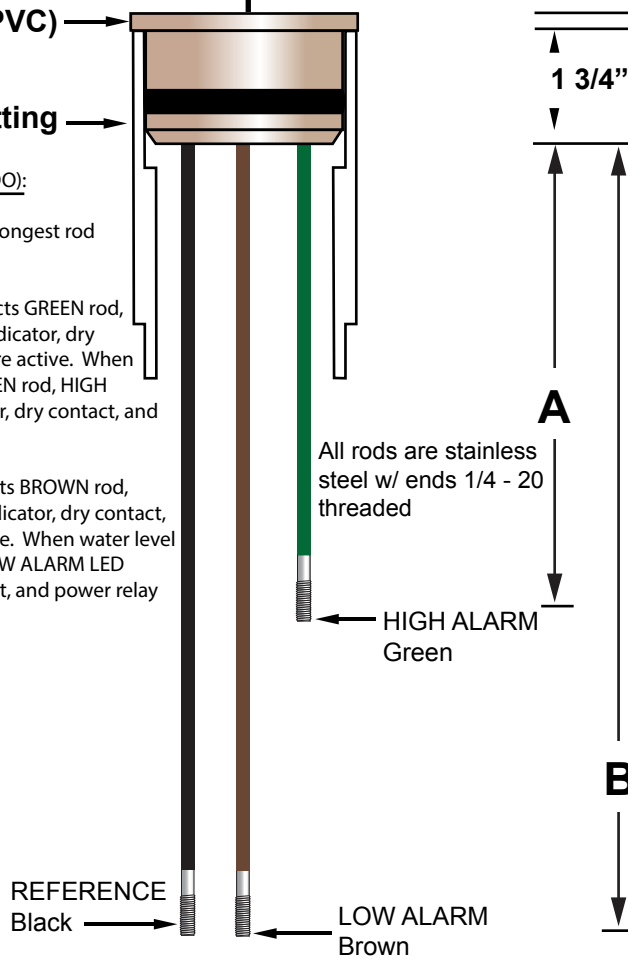 PVC)
1 3/4”
tting
ongest rod
cts GREEN rod,
dicator, dry
re active. When
EN rod, HIGH
r, dry contact, and
A
All rods are stainless
steel w/ ends 1/4 - 20
threaded
ts BROWN rod,
dicator, dry contact,
e. When water level
W ALARM LED
t, and power relay
HIGH ALARM
Green
B
REFERENCE
Black
LOW ALARM
Brown